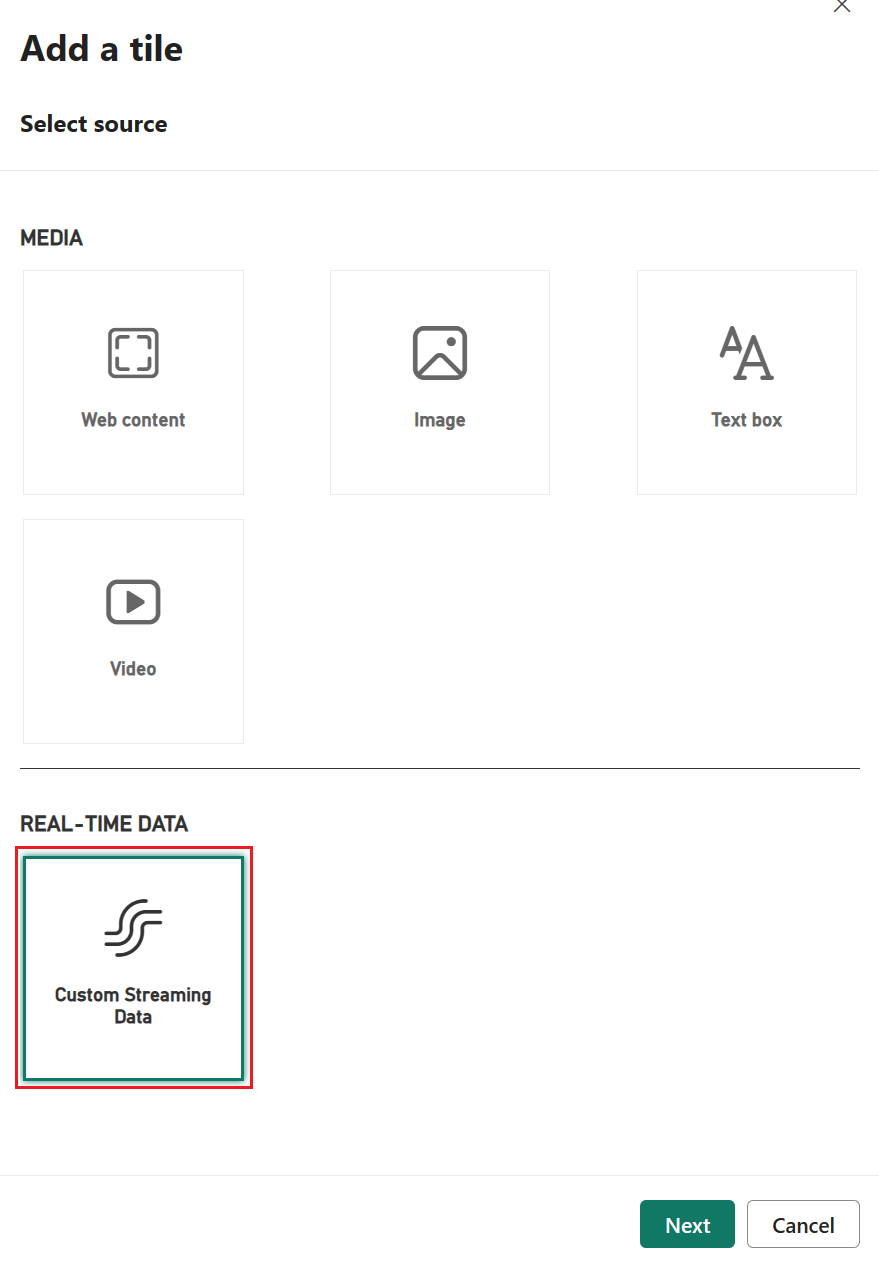 Add a tile
Select source
MEDIA
Web content
Image
Text box
Video
REAL-TIME DATA
Custom Streaming
Data
Next
Cancel